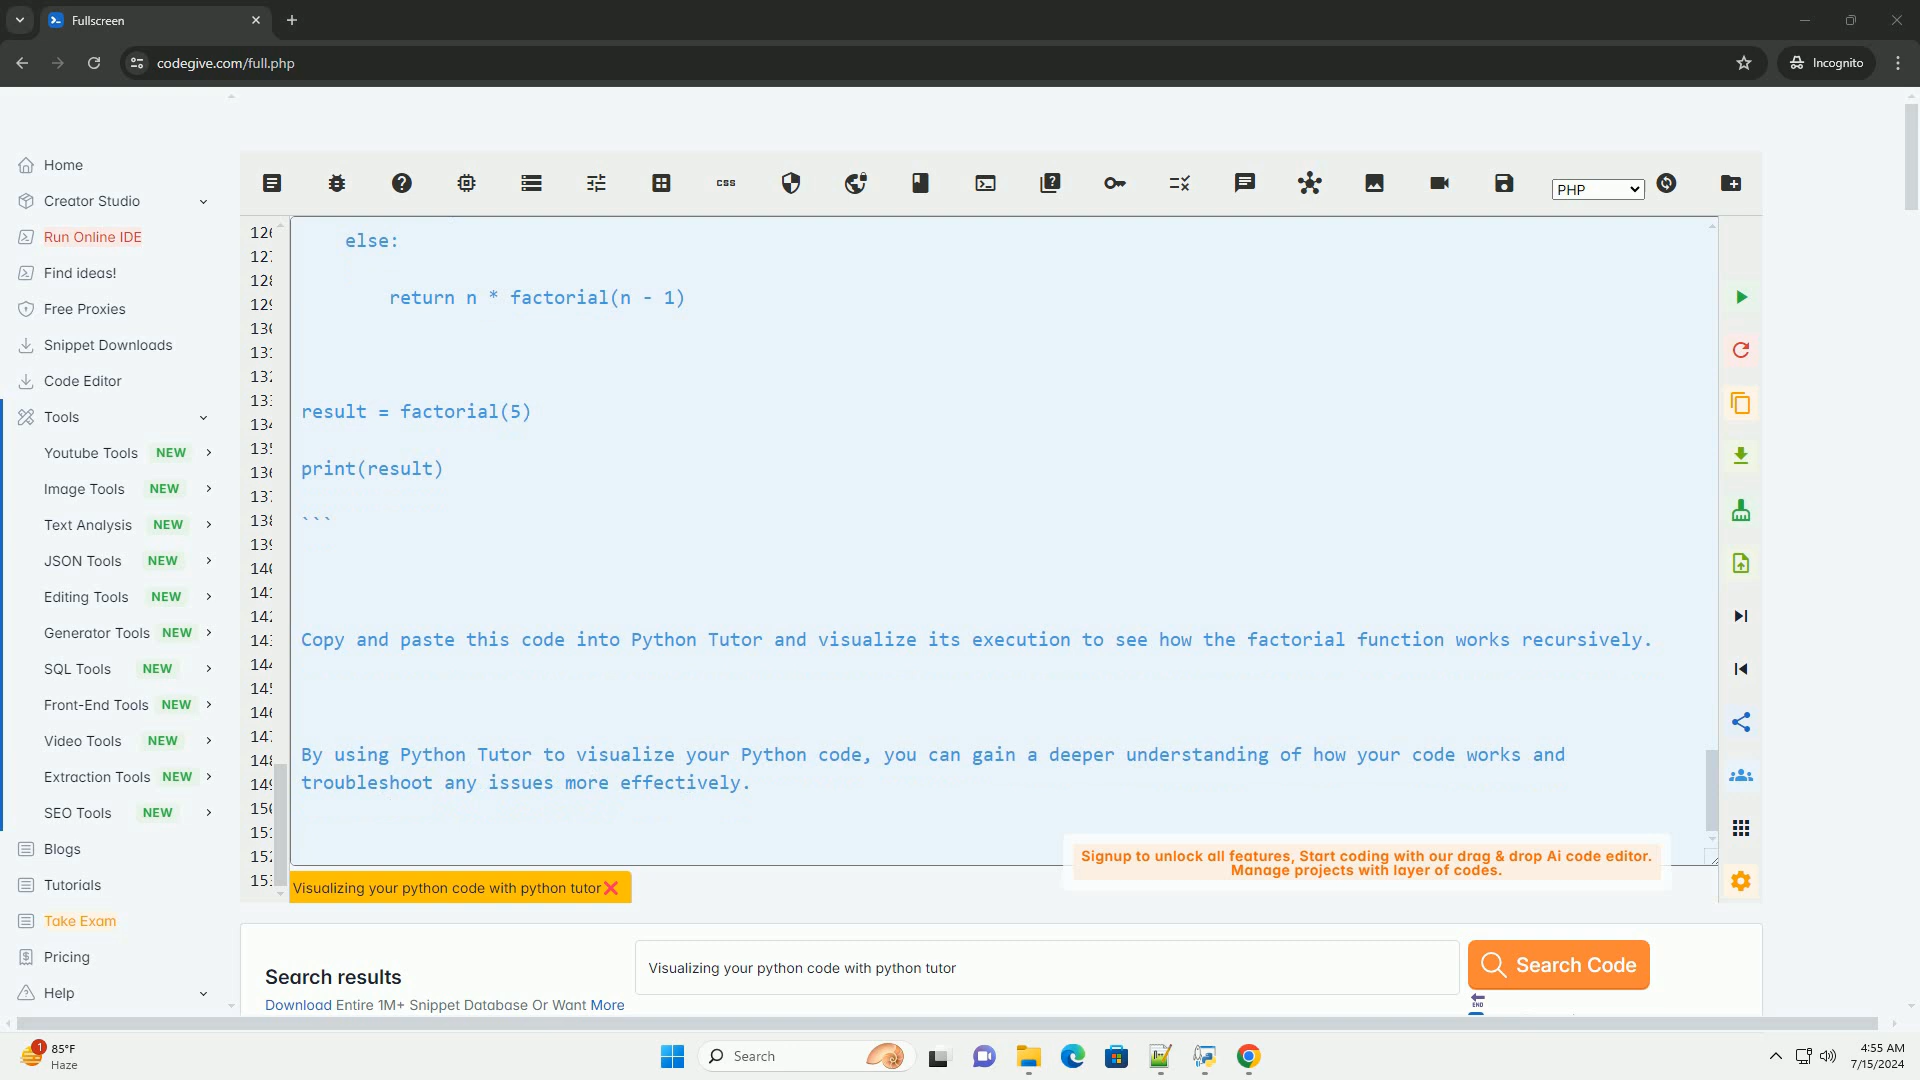 Fullscreen
codegive.com/full.php
Incognito
Home
Creator Studio
Run Online IDE
Find ideas!
Free Proxies
Snippet Downloads
Code Editor
Tools
Youtube Tools NEW
Image Tools NEW
Text Analysis NEW
JSON Tools NEW
Editing Tools NEW
Generator Tools NEW
SQL Tools NEW
Front-End Tools NEW
Video Tools NEW
Extraction Tools NEW
SEO Tools NEW
Blogs
Tutorials
Take Exam
Pricing
Help
CSS
PHP
else:
return n * factorial(n - 1)
result = factorial(5)
print(result)
```
Copy and paste this code into Python Tutor and visualize its execution to see how the factorial function works recursively.
By using Python Tutor to visualize your Python code, you can gain a deeper understanding of how your code works and
troubleshoot any issues more effectively.
Signup to unlock all features, Start coding with our drag & drop Ai code editor.
Manage projects with layer of codes.
Visualizing your python code with python tutor
Search results
Download Entire 1M+ Snippet Database Or Want More
Visualizing your python code with python tutor
Search Code
END
1
85°F
Haze
Search
4:55 AM
7/15/2024